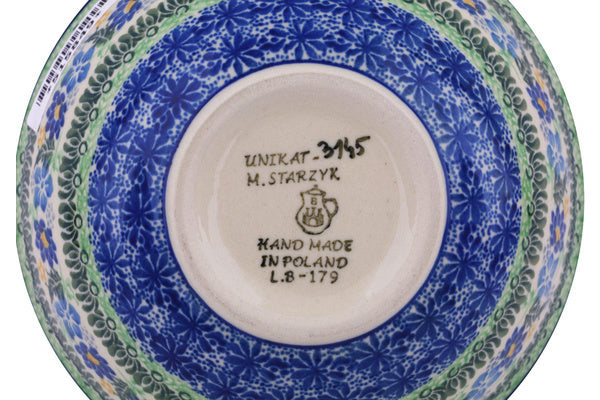 UNIKAT-3145
M. STARZYK
B
HAND MADE
IN POLAND
L.B-179